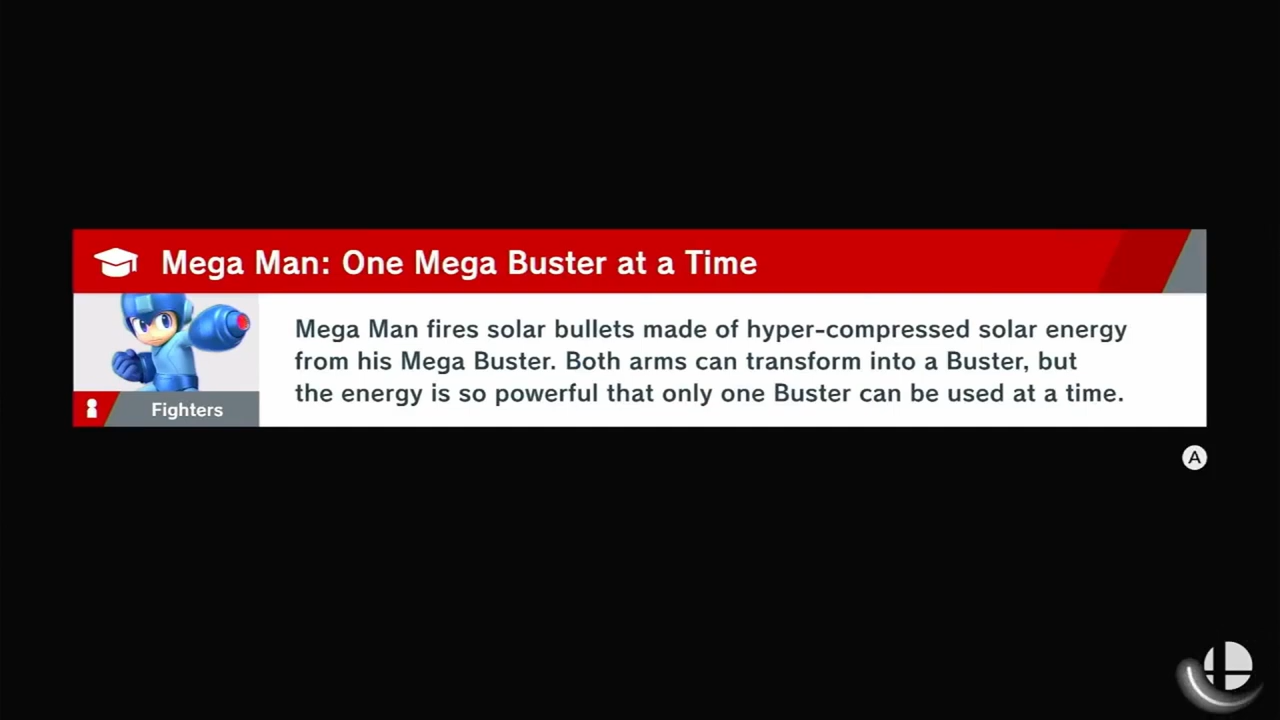 Mega Man: One Mega Buster at a Time
Mega Man fires solar bullets made of hyper-compressed solar energy
from his Mega Buster. Both arms can transform into a Buster, but
the energy is so powerful that only one Buster can be used at a time.
Fighters
A